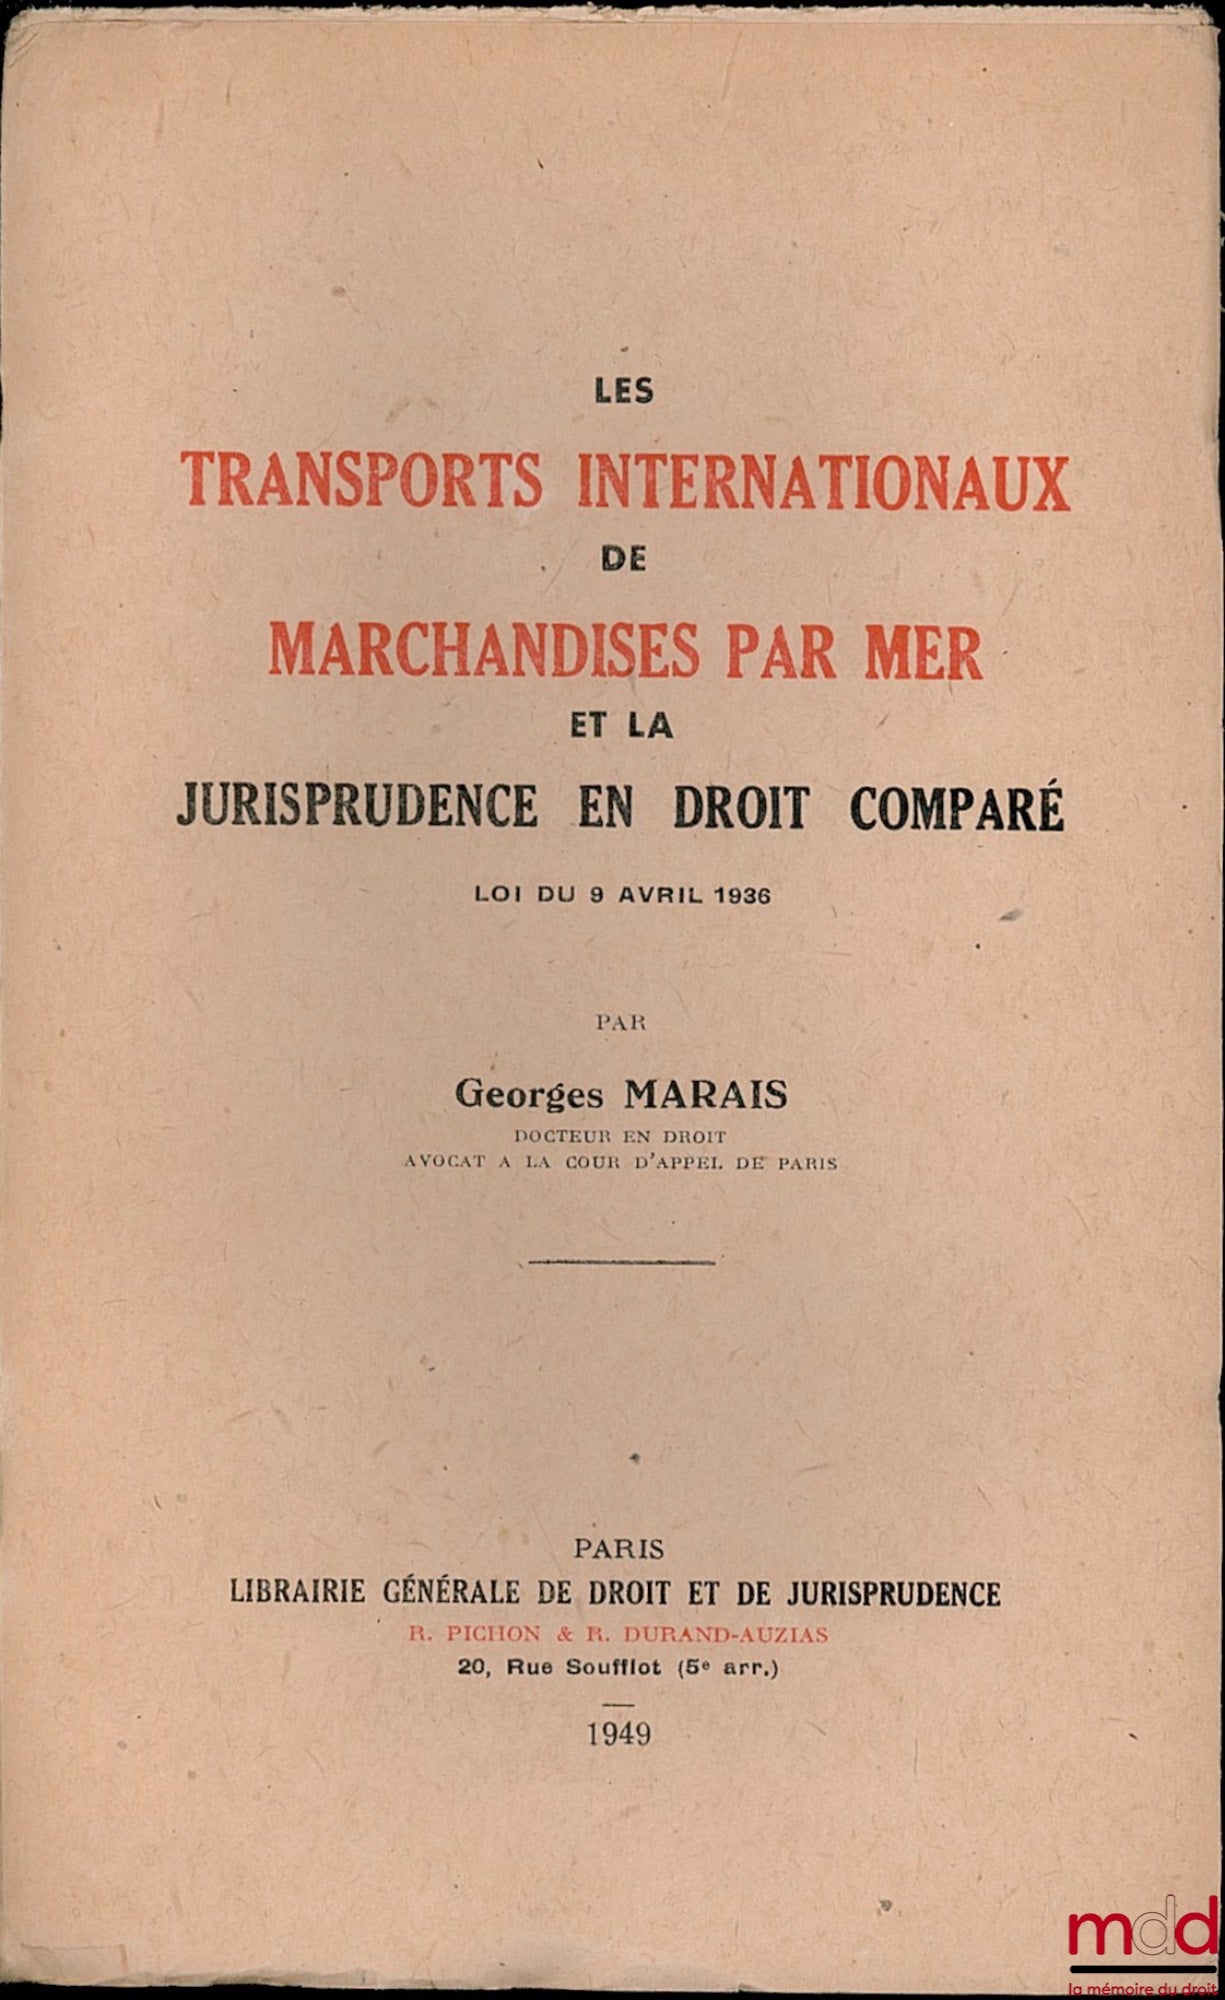 LES
TRANSPORTS INTERNATIONAUX
DE
MARCHANDISES PAR MER
ET LA
JURISPRUDENCE EN DROIT COMPARÉ
LOI DU 9 AVRIL 1936
PAR
Georges MARAIS
DOCTEUR EN DROIT
AVOCAT A LA COUR D'APPEL DE PARIS
PARIS
LIBRAIRIE GÉNÉRALE DE DROIT ET DE JURISPRUDENCE
R. PICHON & R. DURAND-AUZIAS
20, Rue Soufflot (5e arr.)
1949
mdd
la mémoire du droit